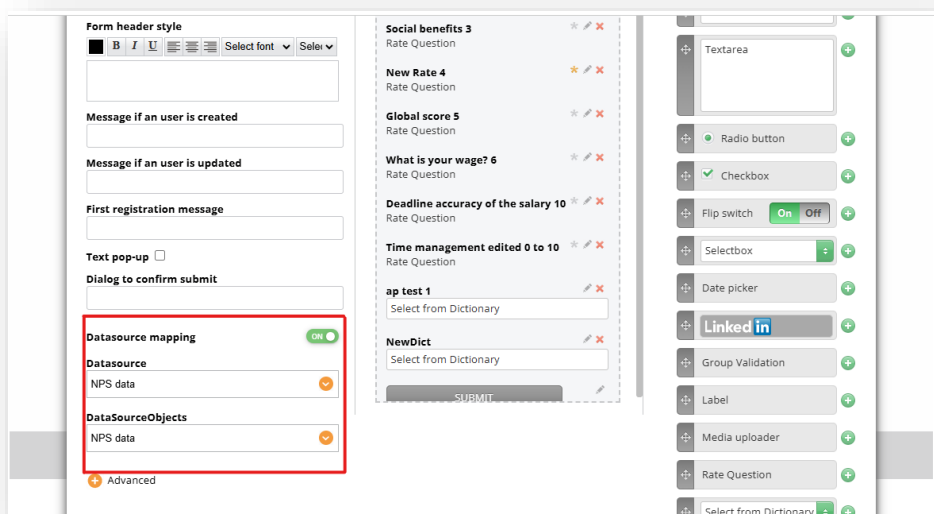 Form header style
B I U Select font Sele
Message if an user is created
Message if an user is updated
First registration message
Text pop-up
Dialog to confirm submit
Datasource mapping ON
Datasource
NPS data
DataSourceObjects
NPS data
Advanced
Social benefits 3
Rate Question
New Rate 4
Rate Question
Global score 5
Rate Question
What is your wage? 6
Rate Question
Deadline accuracy of the salary 10
Rate Question
Time management edited 0 to 10
Rate Question
ap test 1
Select from Dictionary
NewDict
Select from Dictionary
SUBMIT
Textarea
Radio button
Checkbox
Flip switch On Off
Selectbox
Date picker
Linked in
Group Validation
Label
Media uploader
Rate Question
Select from Dictionary